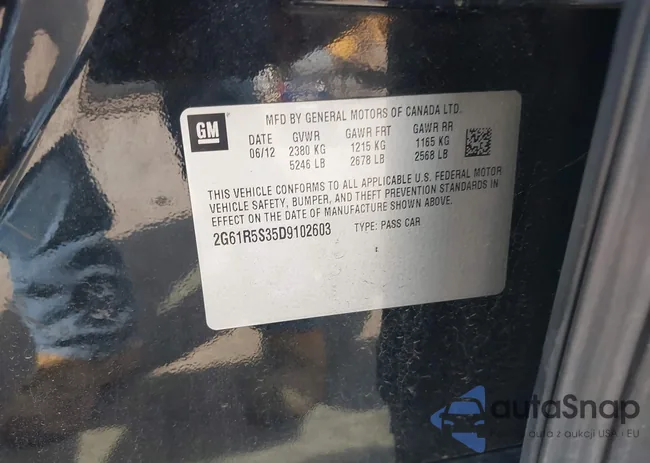 GM
MFD BY GENERAL MOTORS OF CANADA LTD.
DATE GVWR GAWR FRT GAWR RR
06/12 2380 KG 1215 KG 1165 KG
5246 LB 2678 LB 2568 LB
THIS VEHICLE CONFORMS TO ALL APPLICABLE U.S. FEDERAL MOTOR
VEHICLE SAFETY, BUMPER, AND THEFT PREVENTION STANDARDS IN
EFFECT ON THE DATE OF MANUFACTURE SHOWN ABOVE.
2G61R5S35D9102603 TYPE: PASS CAR
autaSnap
auta z aukcji USA i EU